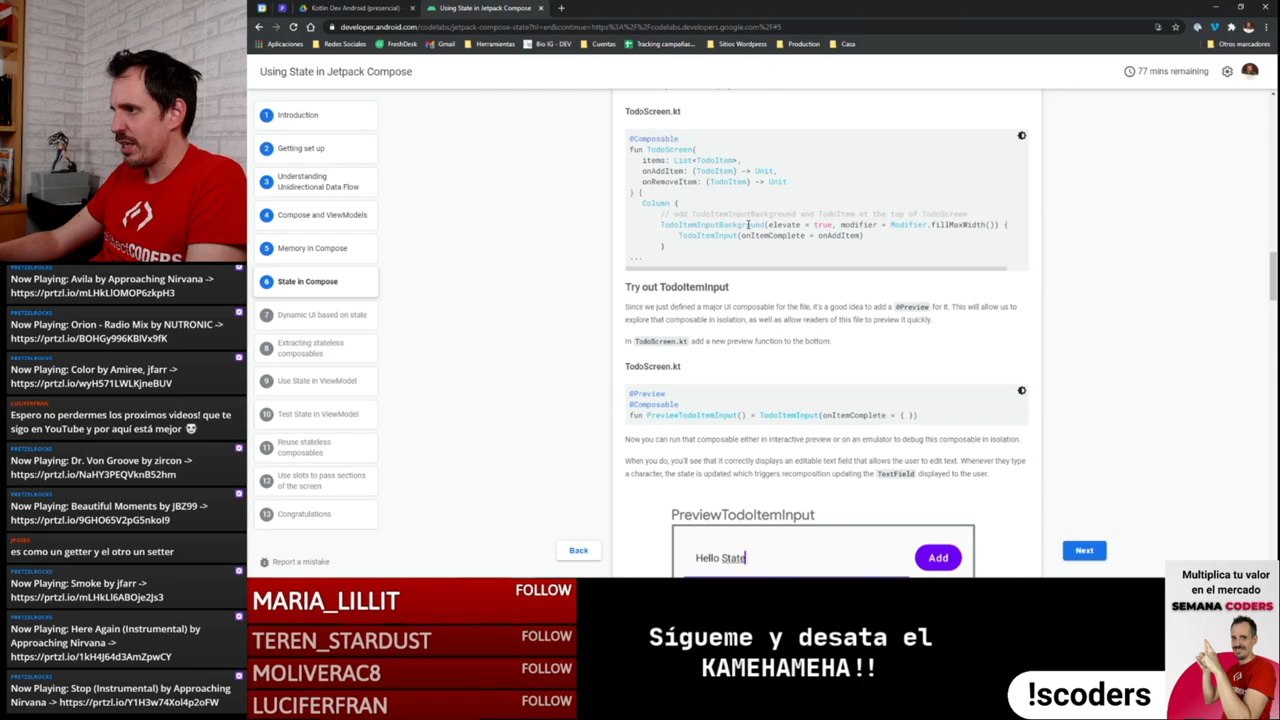 Kotlin Dev Android (presencial)
Using State in Jetpack Compose
developer.android.com/codelabs/jetpack-compose-state?hl=en&continue=https%3A%2F%2Fcodelabs.developers.google.com%2F#5
Aplicaciones
Redes Sociales
FreshDesk
Gmail
Herramientas
Bio IG - DEV
Cuentas
Tracking campañas...
Sitios Wordpress
Production
Casa
Otros marcadores
Using State in Jetpack Compose
77 mins remaining
1 Introduction
2 Getting set up
3 Understanding
Unidirectional Data Flow
4 Compose and ViewModels
5 Memory in Compose
6 State in Compose
7 Dynamic UI based on state
8 Extracting stateless
composables
9 Use State in ViewModel
10 Test State in ViewModel
11 Reuse stateless
composables
12 Use slots to pass sections
of the screen
13 Congratulations
Report a mistake
TodoScreen.kt
@Composable
fun TodoScreen(
items: List<TodoItem>,
onAddItem: (TodoItem) -> Unit,
onRemoveItem: (TodoItem) -> Unit
) {
Column {
// add TodoItemInputBackground and TodoItem at the top of TodoScreen
TodoItemInputBackground(elevate = true, modifier = Modifier.fillMaxWidth()) {
TodoItemInput(onItemComplete = onAddItem)
}
...
Try out TodoItemInput
Since we just defined a major UI composable for the file, it's a good idea to add a @Preview for it. This will allow us to
explore that composable in isolation, as well as allow readers of this file to preview it quickly.
In TodoScreen.kt add a new preview function to the bottom:
TodoScreen.kt
@Preview
@Composable
fun PreviewTodoItemInput() = TodoItemInput(onItemComplete = { })
Now you can run that composable either in interactive preview or on an emulator to debug this composable in isolation.
When you do, you'll see that it correctly displays an editable text field that allows the user to edit text. Whenever they type
a character, the state is updated which triggers recomposition updating the TextField displayed to the user.
PreviewTodoItemInput
Hello State
Add
Back
Next
PRETZELROCKS
Now Playing: Avila by Approaching Nirvana ->
https://prtzl.io/mLHkLlOMOP6zkpH3
PRETZELROCKS
Now Playing: Orion - Radio Mix by NUTRONIC ->
https://prtzl.io/BOHGy996KBlVx9fK
PRETZELROCKS
Now Playing: Color by Amiree, jfarr ->
https://prtzl.io/wyH571LWLKjneBUV
LUCIFERFRAN
Espero no perdermes los proximos videos! que te
vi por YouTube pero por aqui está mejor 💀
PRETZELROCKS
Now Playing: Dr. Von Groove by zircon ->
PRETZELROCKS
Now Playing: Beautiful Moments by JBZ99 ->
JPOSES
es como un getter y el otro un setter
PRETZELROCKS
Now Playing: Smoke by jfarr ->
https://prtzl.io/mLHkLl6ABOje2Js3
PRETZELROCKS
Now Playing: Here Again (Instrumental) by
Approaching Nirvana ->
https://prtzl.io/1kH4J64d3AmZpwCY
PRETZELROCKS
Now Playing: Stop (Instrumental) by Approaching
Nirvana -> https://prtzl.io/Y1H3w74Xol4p2oFW
MARIA_LILLIT FOLLOW
TEREN_STARDUST FOLLOW
MOLIVERAC8 FOLLOW
LUCIFERFRAN FOLLOW
Sígueme y desata el
KAMEHAMEHA!!
Multiplica tu valor
en el mercado
SEMANA CODERS
!scoders